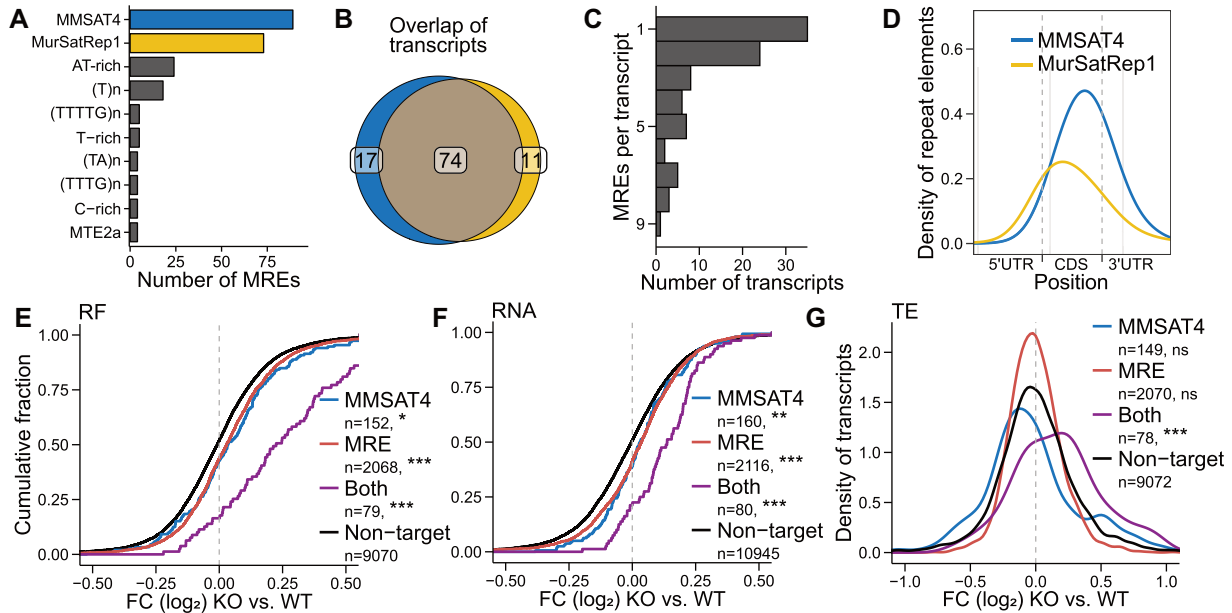 A
MMSAT4
MurSatRep1
AT-rich
(T)n
(TTTTG)n
T−rich
(TA)n
(TTTG)n
C−rich
MTE2a
0
25
75
Number of MREs
B
Overlap of
transcripts
17
74
11
C
1
5
9
MREs per transcript
0
10
30
Number of transcripts
D
0.6
0.4
0.2
0.0
Density of repeat elements
MMSAT4
MurSatRep1
5'UTR
CDS
3'UTR
Position
E
RF
1.00
0.75
0.50
0.25
0.00
Cumulative fraction
MMSAT4
n=152, *
MRE
n=2068, ***
Both
n=79, ***
Non−target
n=9070
−0.50
−0.25
0.00
0.25
0.50
FC (log₂) KO vs. WT
F
RNA
1.00
0.75
0.50
0.25
0.00
MMSAT4
n=160, **
MRE
n=2116, ***
Both
n=80, ***
Non−target
n=10945
−0.50
−0.25
0.00
0.25
0.50
FC (log₂) KO vs. WT
G
TE
2.0
1.5
1.0
0.5
0.0
Density of transcripts
MMSAT4
n=149, ns
MRE
n=2070, ns
Both
n=78, ***
Non−target
n=9072
−1.0
−0.5
0.0
0.5
1.0
FC (log₂) KO vs. WT